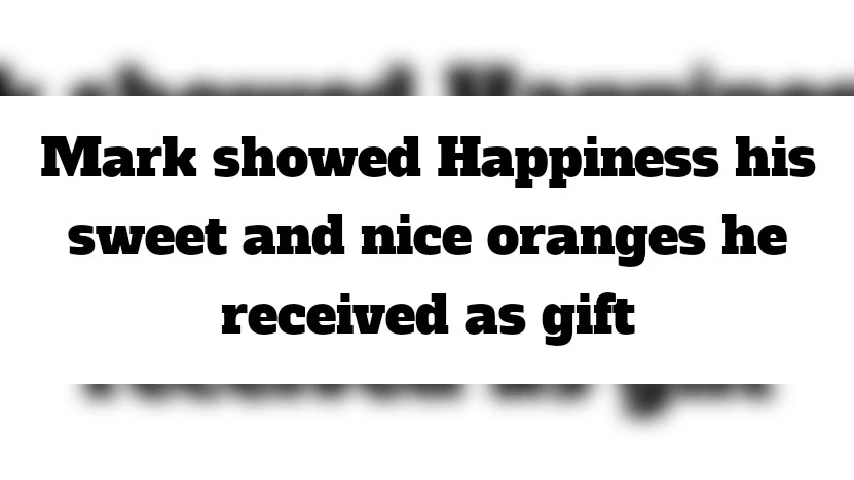 Mark showed Happiness his
sweet and nice oranges he
received as gift